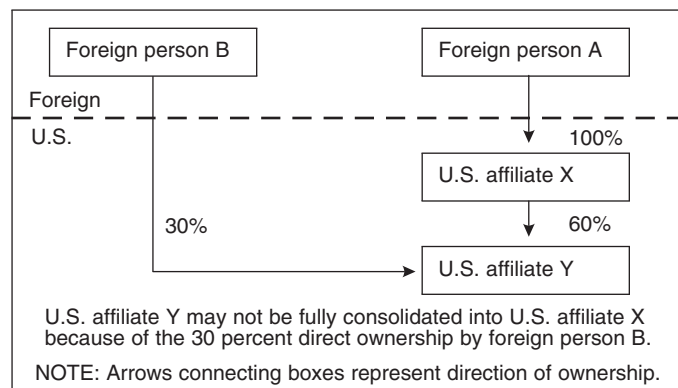 Foreign person B
Foreign person A
Foreign
U.S.
100%
U.S. affiliate X
30%
60%
U.S. affiliate Y
U.S. affiliate Y may not be fully consolidated into U.S. affiliate X
because of the 30 percent direct ownership by foreign person B.
NOTE: Arrows connecting boxes represent direction of ownership.